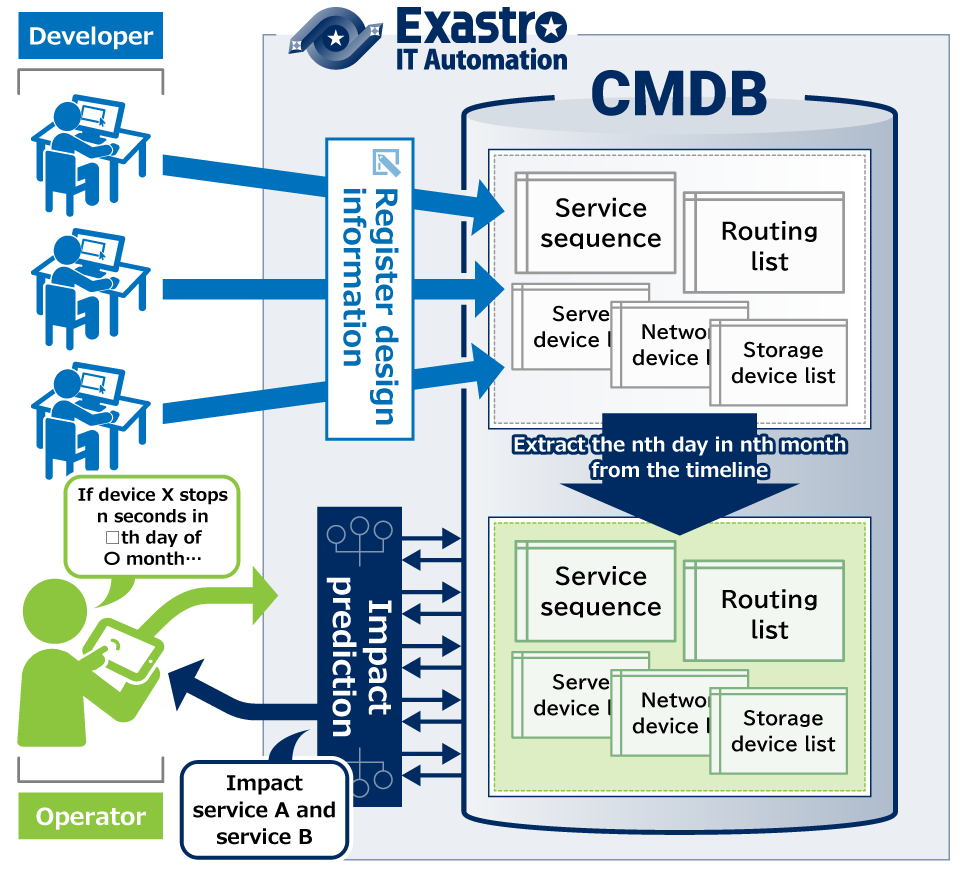 Developer
Exastro
IT Automation
CMDB
Register design
information
Service
sequence
Routing
list
Serve
device l
Networ
device l
Storage
device list
Extract the nth day in nth month
from the timeline
If device X stops
n seconds in
□th day of
○ month…
Impact
prediction
Service
sequence
Routing
list
Serve
device l
Networ
device l
Storage
device list
Impact
service A and
service B
Operator